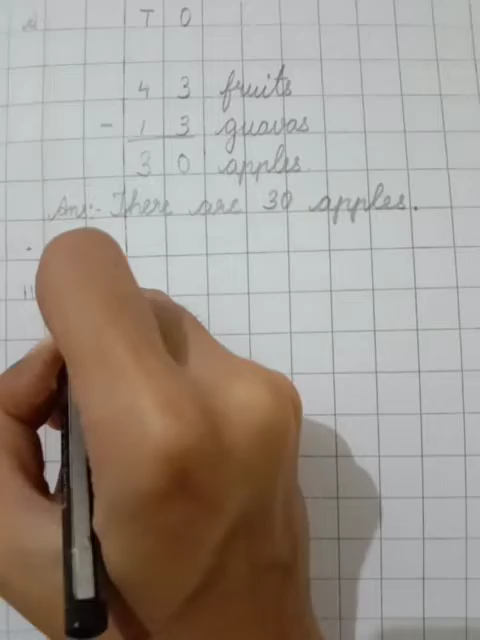 T O
4 3 fruits
- 1 3 guavas
3 0 apples
Ans:- There are 30 apples.